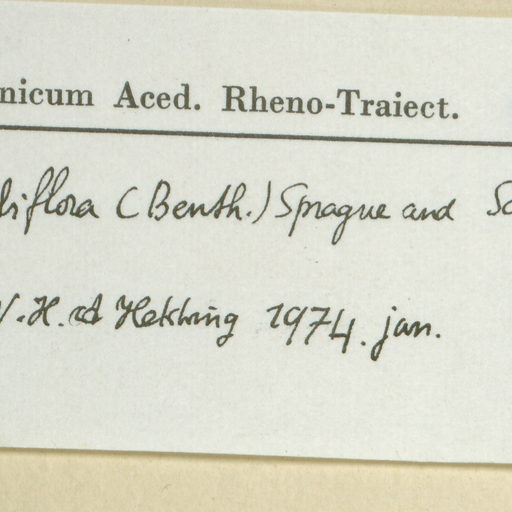 nicum Aced. Rheno-Traiect.
liflora (Benth.) Sprague and
.H. Hekking 1974. jan.